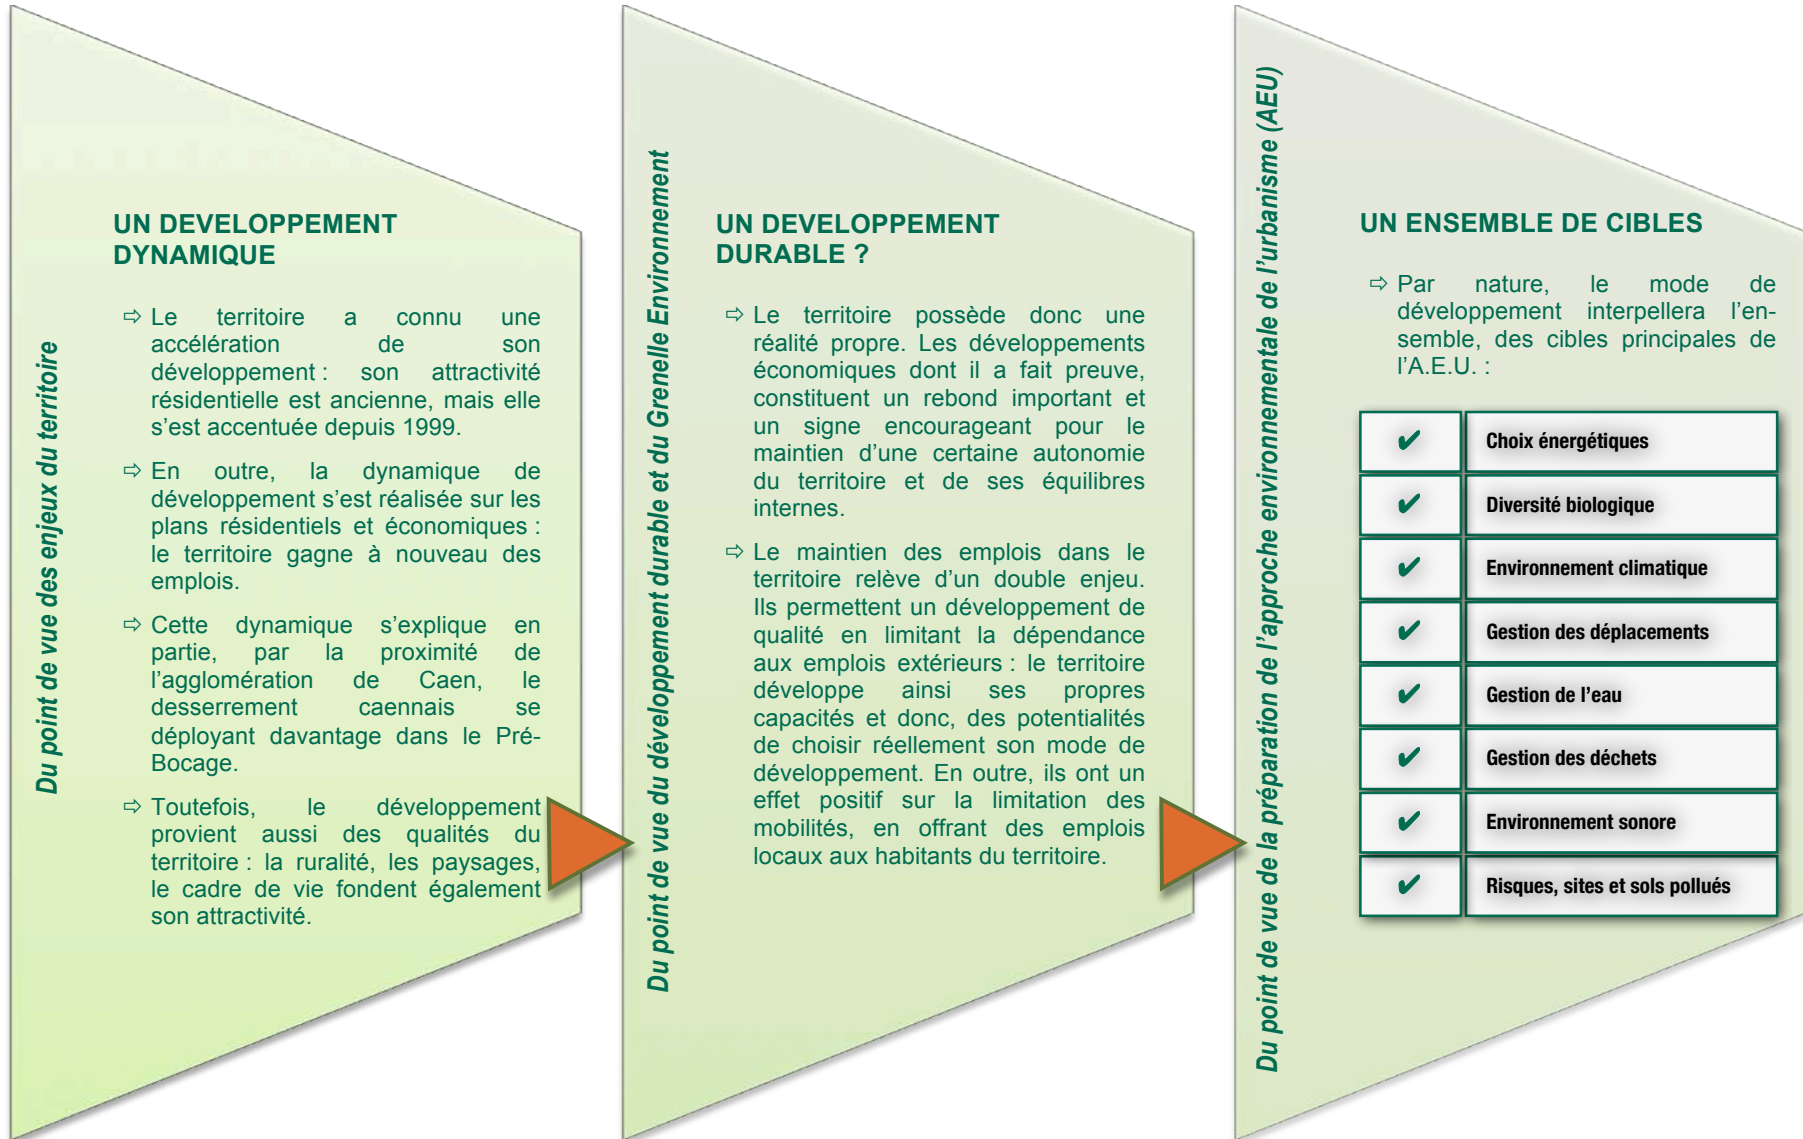 Du point de vue des enjeux du territoire
UN DEVELOPPEMENT
DYNAMIQUE
⇨ Le territoire a connu une
accélération de son
développement : son attractivité
résidentielle est ancienne, mais elle
s’est accentuée depuis 1999.
⇨ En outre, la dynamique de
développement s’est réalisée sur les
plans résidentiels et économiques :
le territoire gagne à nouveau des
emplois.
⇨ Cette dynamique s’explique en
partie, par la proximité de
l’agglomération de Caen, le
desserrement caennais se
déployant davantage dans le Pré-
Bocage.
⇨ Toutefois, le développement
provient aussi des qualités du
territoire : la ruralité, les paysages,
le cadre de vie fondent également
son attractivité.
Du point de vue du développement durable et du Grenelle Environnement
UN DEVELOPPEMENT
DURABLE ?
⇨ Le territoire possède donc une
réalité propre. Les développements
économiques dont il a fait preuve,
constituent un rebond important et
un signe encourageant pour le
maintien d’une certaine autonomie
du territoire et de ses équilibres
internes.
⇨ Le maintien des emplois dans le
territoire relève d’un double enjeu.
Ils permettent un développement de
qualité en limitant la dépendance
aux emplois extérieurs : le territoire
développe ainsi ses propres
capacités et donc, des potentialités
de choisir réellement son mode de
développement. En outre, ils ont un
effet positif sur la limitation des
mobilités, en offrant des emplois
locaux aux habitants du territoire.
Du point de vue de la préparation de l’approche environnementale de l’urbanisme (AEU)
UN ENSEMBLE DE CIBLES
⇨ Par nature, le mode de
développement interpellera l’en-
semble, des cibles principales de
l’A.E.U. :
✔ Choix énergétiques
✔ Diversité biologique
✔ Environnement climatique
✔ Gestion des déplacements
✔ Gestion de l’eau
✔ Gestion des déchets
✔ Environnement sonore
✔ Risques, sites et sols pollués